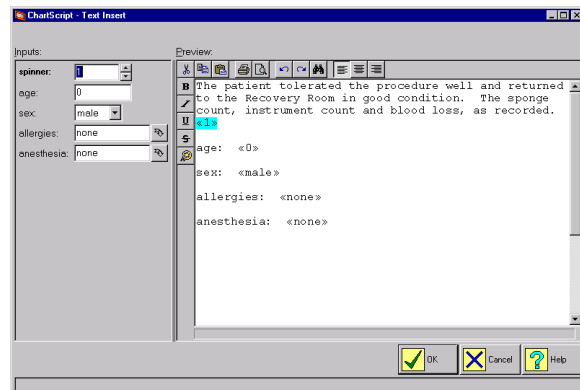 ChartScript - Text Insert
Inputs:
spinner: 1
age: 0
sex: male
allergies: none
anesthesia: none
Preview:
B
I
U
S
The patient tolerated the procedure well and returned
to the Recovery Room in good condition.  The sponge
count, instrument count and blood loss, as recorded.
«1»
age:  «0»
sex:  «male»
allergies:  «none»
anesthesia:  «none»
OK
Cancel
Help